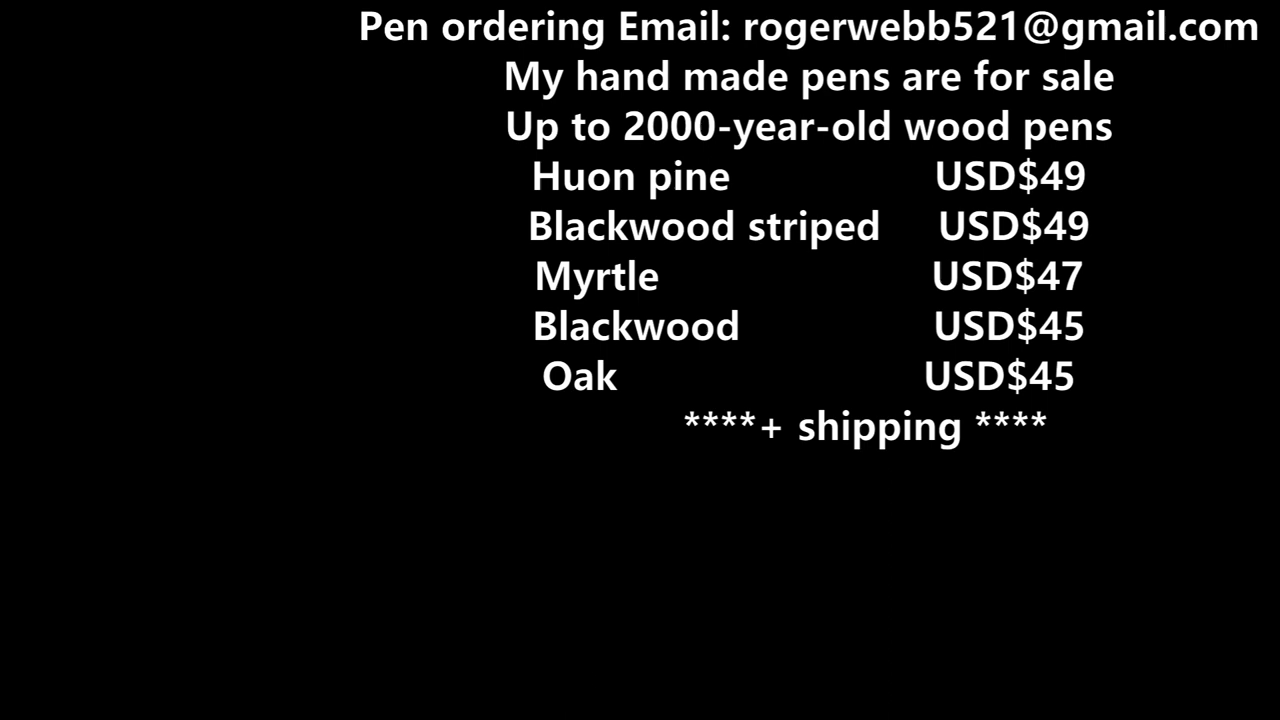 Pen ordering Email: rogerwebb521@gmail.com
My hand made pens are for sale
Up to 2000-year-old wood pens
Huon pine USD$49
Blackwood striped USD$49
Myrtle USD$47
Blackwood USD$45
Oak USD$45
****+ shipping ****